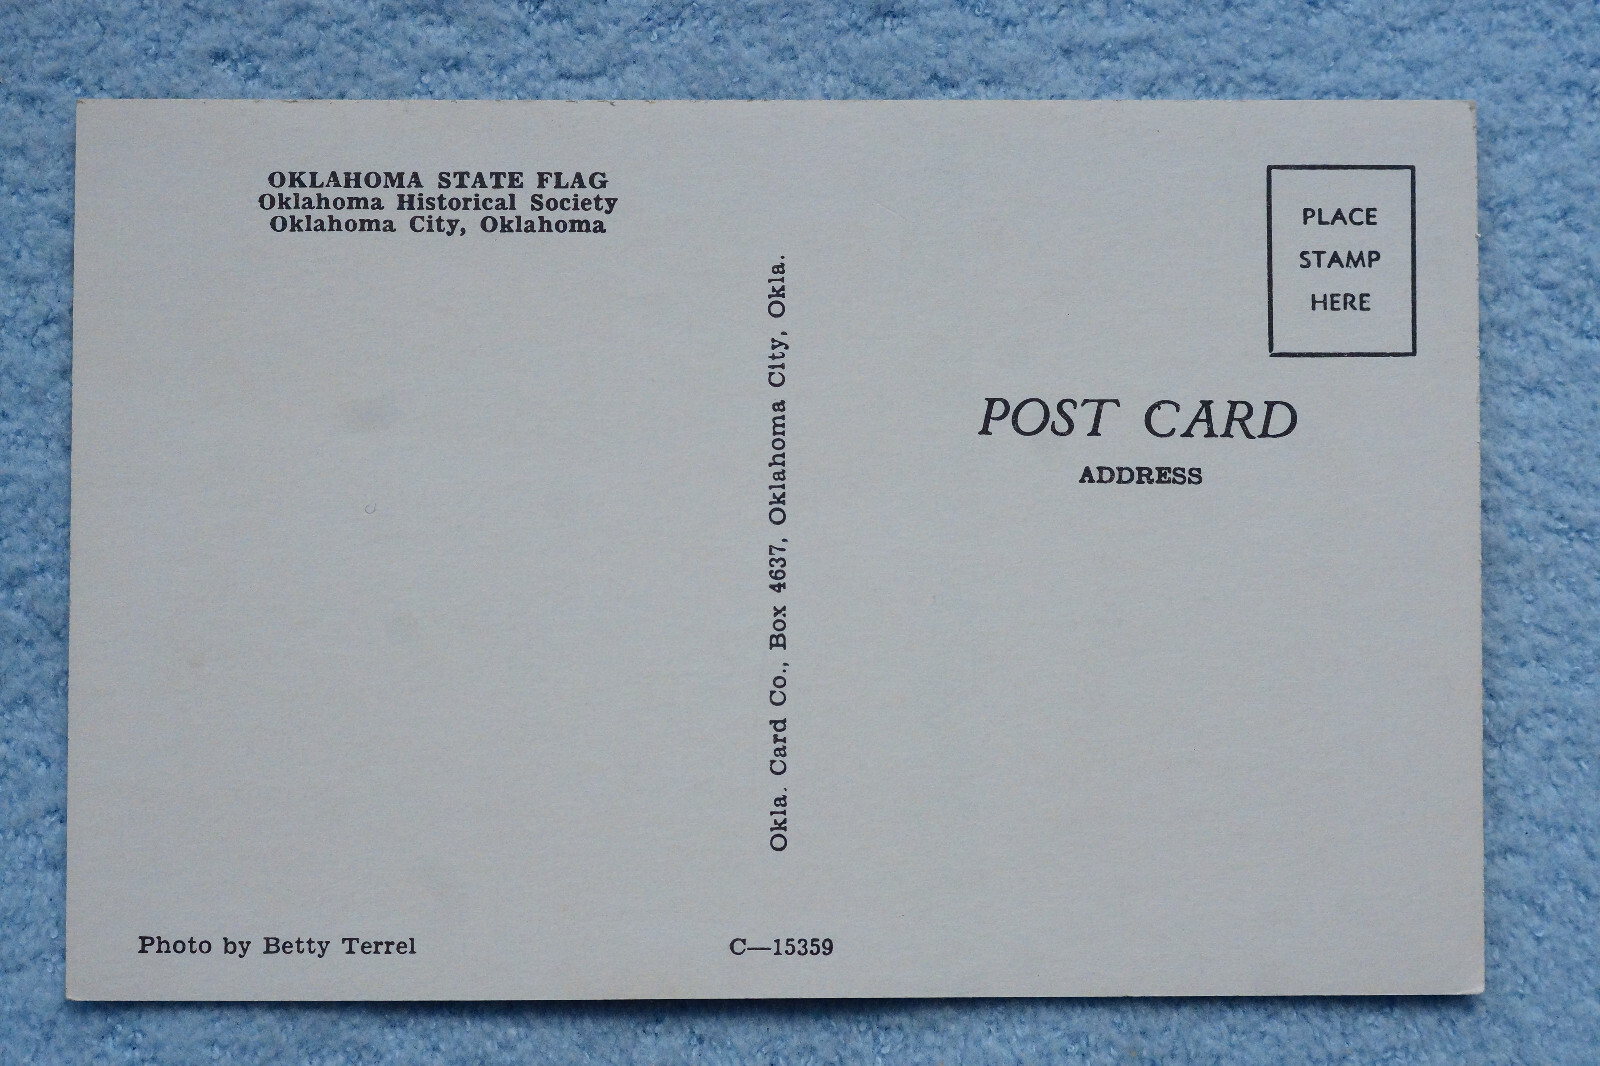 OKLAHOMA STATE FLAG
Oklahoma Historical Society
Oklahoma City, Oklahoma
Okla. Card Co., Box 4637, Oklahoma City, Okla.
PLACE
STAMP
HERE
POST CARD
ADDRESS
Photo by Betty Terrel
C—15359